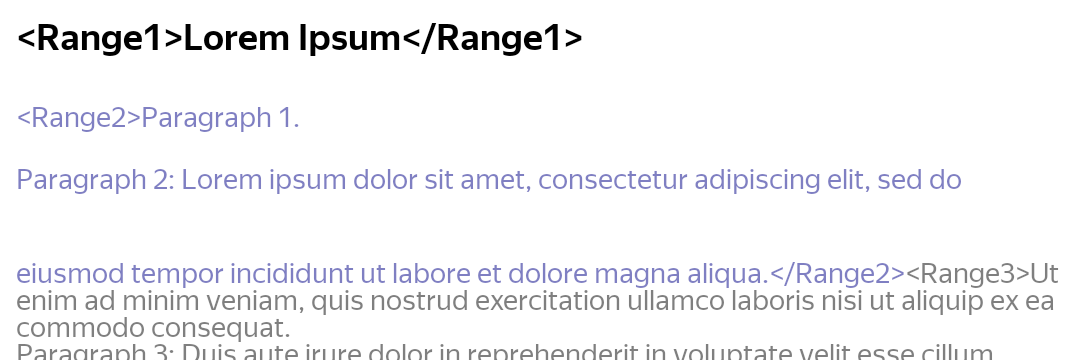 <Range1>Lorem Ipsum</Range1>
<Range2>Paragraph 1.
Paragraph 2: Lorem ipsum dolor sit amet, consectetur adipiscing elit, sed do
eiusmod tempor incididunt ut labore et dolore magna aliqua.</Range2><Range3>Ut
enim ad minim veniam, quis nostrud exercitation ullamco laboris nisi ut aliquip ex ea
commodo consequat.
Paragraph 3: Duis aute irure dolor in reprehenderit in voluptate velit esse cillum